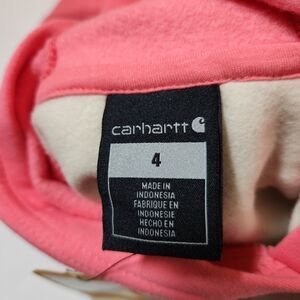 carhartt
4
MADE IN
INDONESIA
FABRIQUE EN
INDONESIE
HECHO EN
INDONESIA